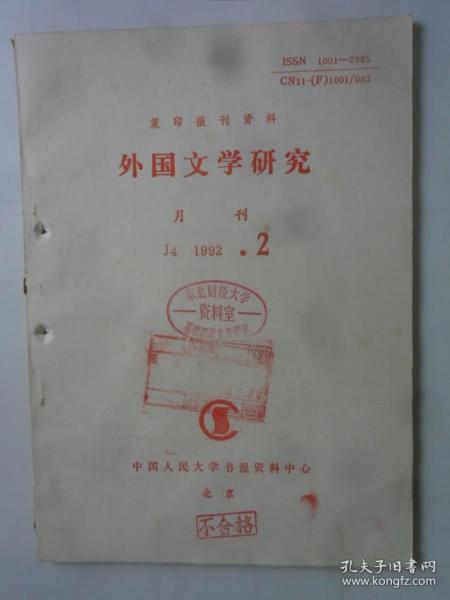 ISSN 1001—2885
CN11-(F)1001/083
复印报刊资料
外国文学研究
月刊
J4 1992 .2
东北财经大学
资料室
中国人民大学书报资料中心
北京
不合格
孔夫子旧书网
www.kongfz.com